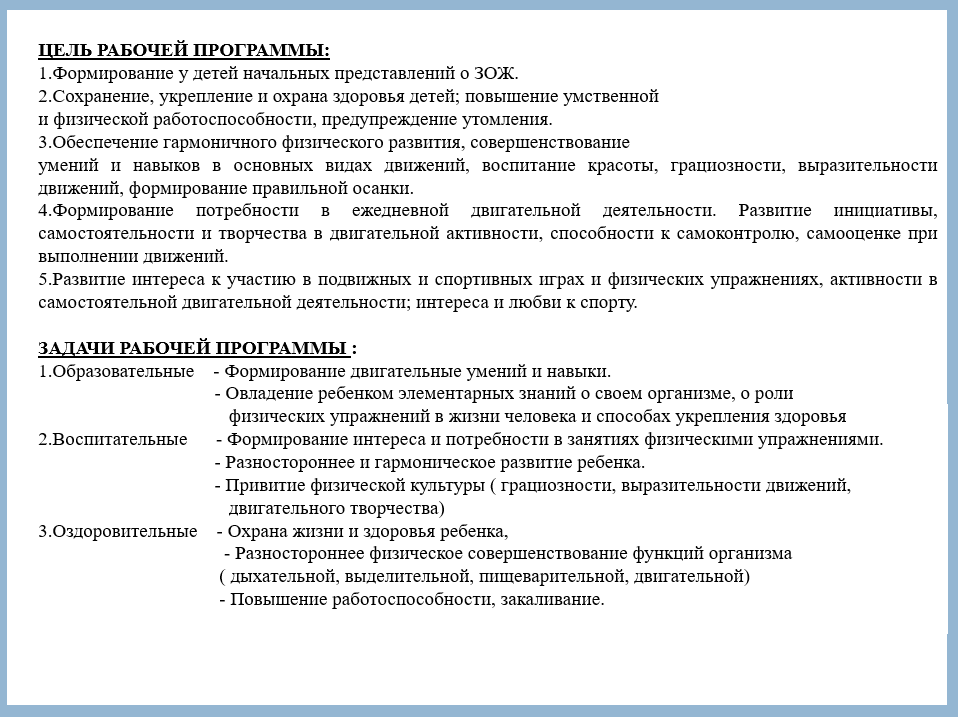 ЦЕЛЬ РАБОЧЕЙ ПРОГРАММЫ:
1.Формирование у детей начальных представлений о ЗОЖ.
2.Сохранение, укрепление и охрана здоровья детей; повышение умственной
и физической работоспособности, предупреждение утомления.
3.Обеспечение гармоничного физического развития, совершенствование
умений и навыков в основных видах движений, воспитание красоты, грациозности, выразительности
движений, формирование правильной осанки.
4.Формирование потребности в ежедневной двигательной деятельности. Развитие инициативы,
самостоятельности и творчества в двигательной активности, способности к самоконтролю, самооценке при
выполнении движений.
5.Развитие интереса к участию в подвижных и спортивных играх и физических упражнениях, активности в
самостоятельной двигательной деятельности; интереса и любви к спорту.
ЗАДАЧИ РАБОЧЕЙ ПРОГРАММЫ :
1.Образовательные - Формирование двигательные умений и навыки.
- Овладение ребенком элементарных знаний о своем организме, о роли
физических упражнений в жизни человека и способах укрепления здоровья
2.Воспитательные - Формирование интереса и потребности в занятиях физическими упражнениями.
- Разностороннее и гармоническое развитие ребенка.
- Привитие физической культуры ( грациозности, выразительности движений,
двигательного творчества)
3.Оздоровительные - Охрана жизни и здоровья ребенка,
- Разностороннее физическое совершенствование функций организма
( дыхательной, выделительной, пищеварительной, двигательной)
- Повышение работоспособности, закаливание.